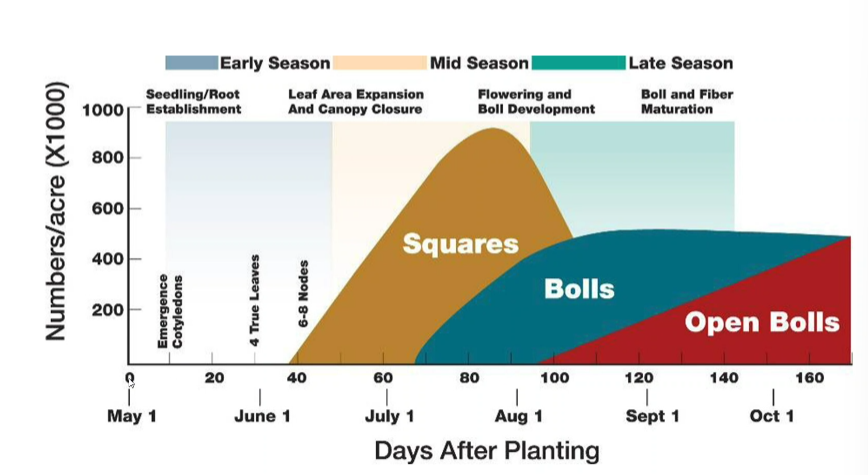 Early Season Mid Season Late Season
Seedling/Root
Establishment
Leaf Area Expansion
And Canopy Closure
Flowering and
Boll Development
Boll and Fiber
Maturation
Numbers/acre (X1000)
1000
800
600
400
200
Squares
Bolls
Open Bolls
Emergence
Cotyledons
4 True Leaves
6-8 Nodes
0 20 40 60 80 100 120 140 160
May 1 June 1 July 1 Aug 1 Sept 1 Oct 1
Days After Planting